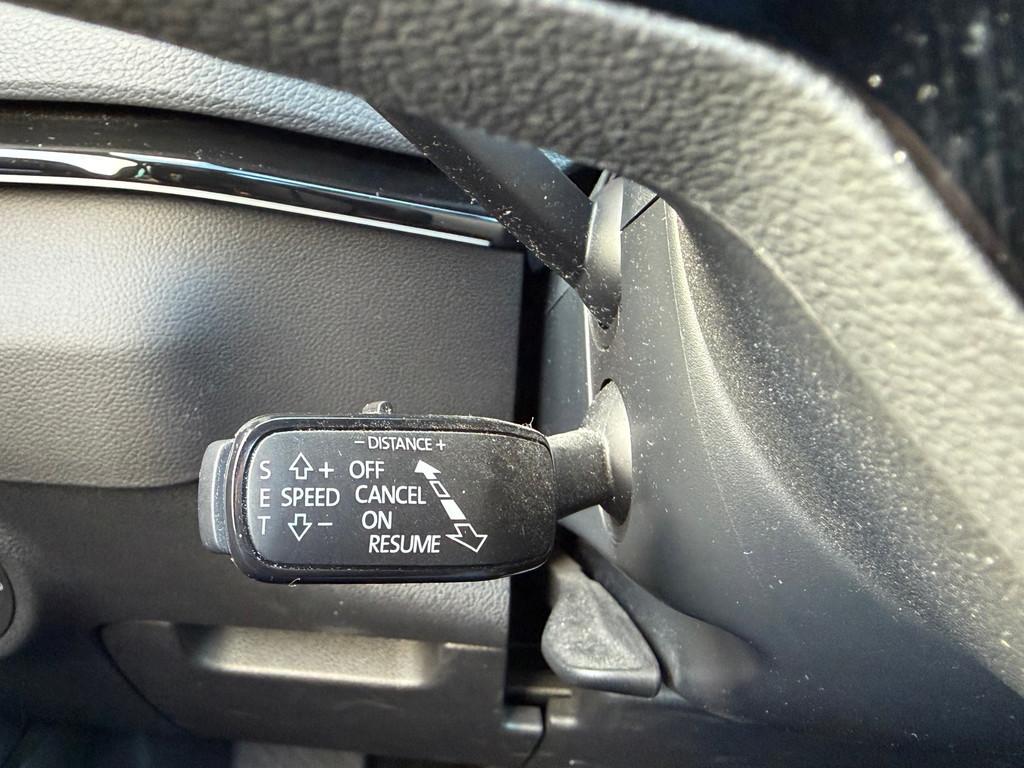 – DISTANCE +
S + OFF
E SPEED CANCEL
T – ON
RESUME